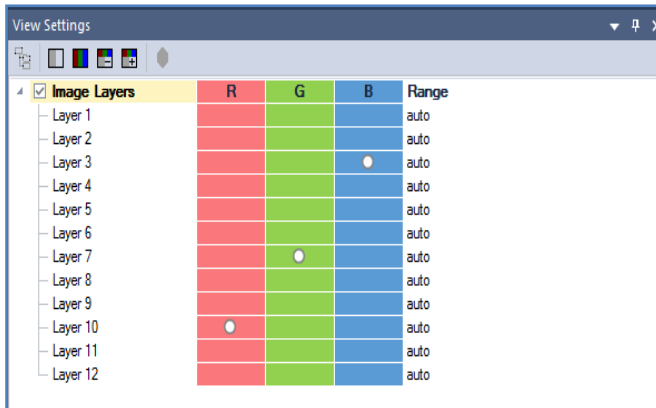 View Settings
Image Layers R G B Range
Layer 1 auto
Layer 2 auto
Layer 3 auto
Layer 4 auto
Layer 5 auto
Layer 6 auto
Layer 7 auto
Layer 8 auto
Layer 9 auto
Layer 10 auto
Layer 11 auto
Layer 12 auto